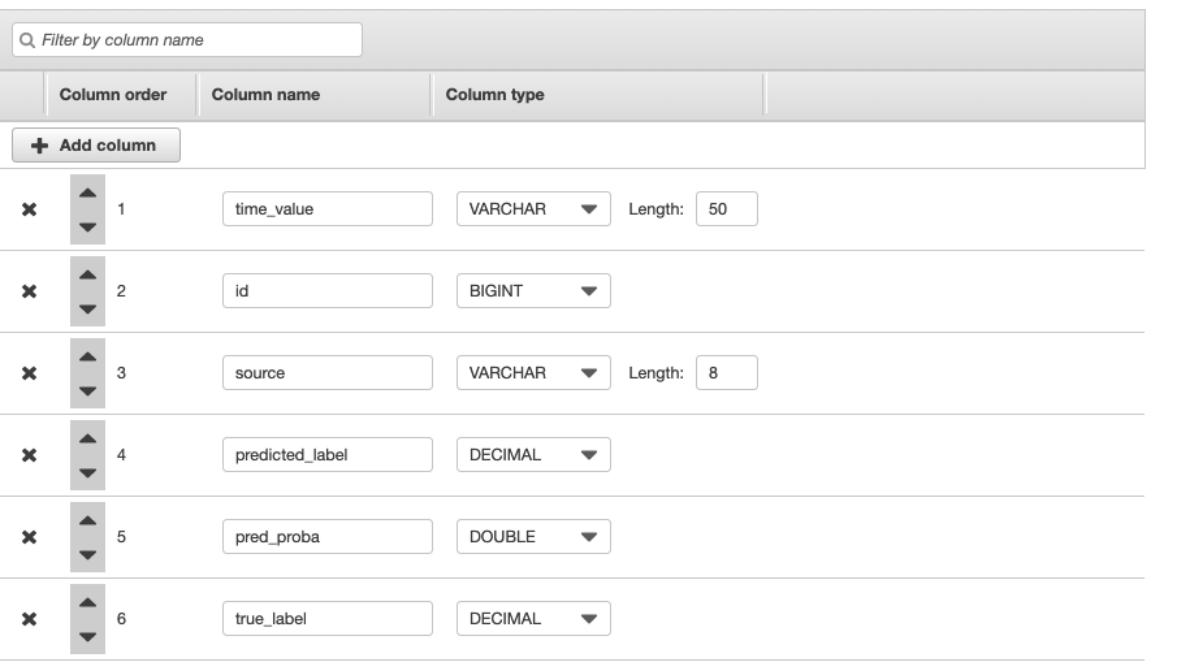 Filter by column name
Column order Column name Column type
Add column
1 time_value VARCHAR Length: 50
2 id BIGINT
3 source VARCHAR Length: 8
4 predicted_label DECIMAL
5 pred_proba DOUBLE
6 true_label DECIMAL